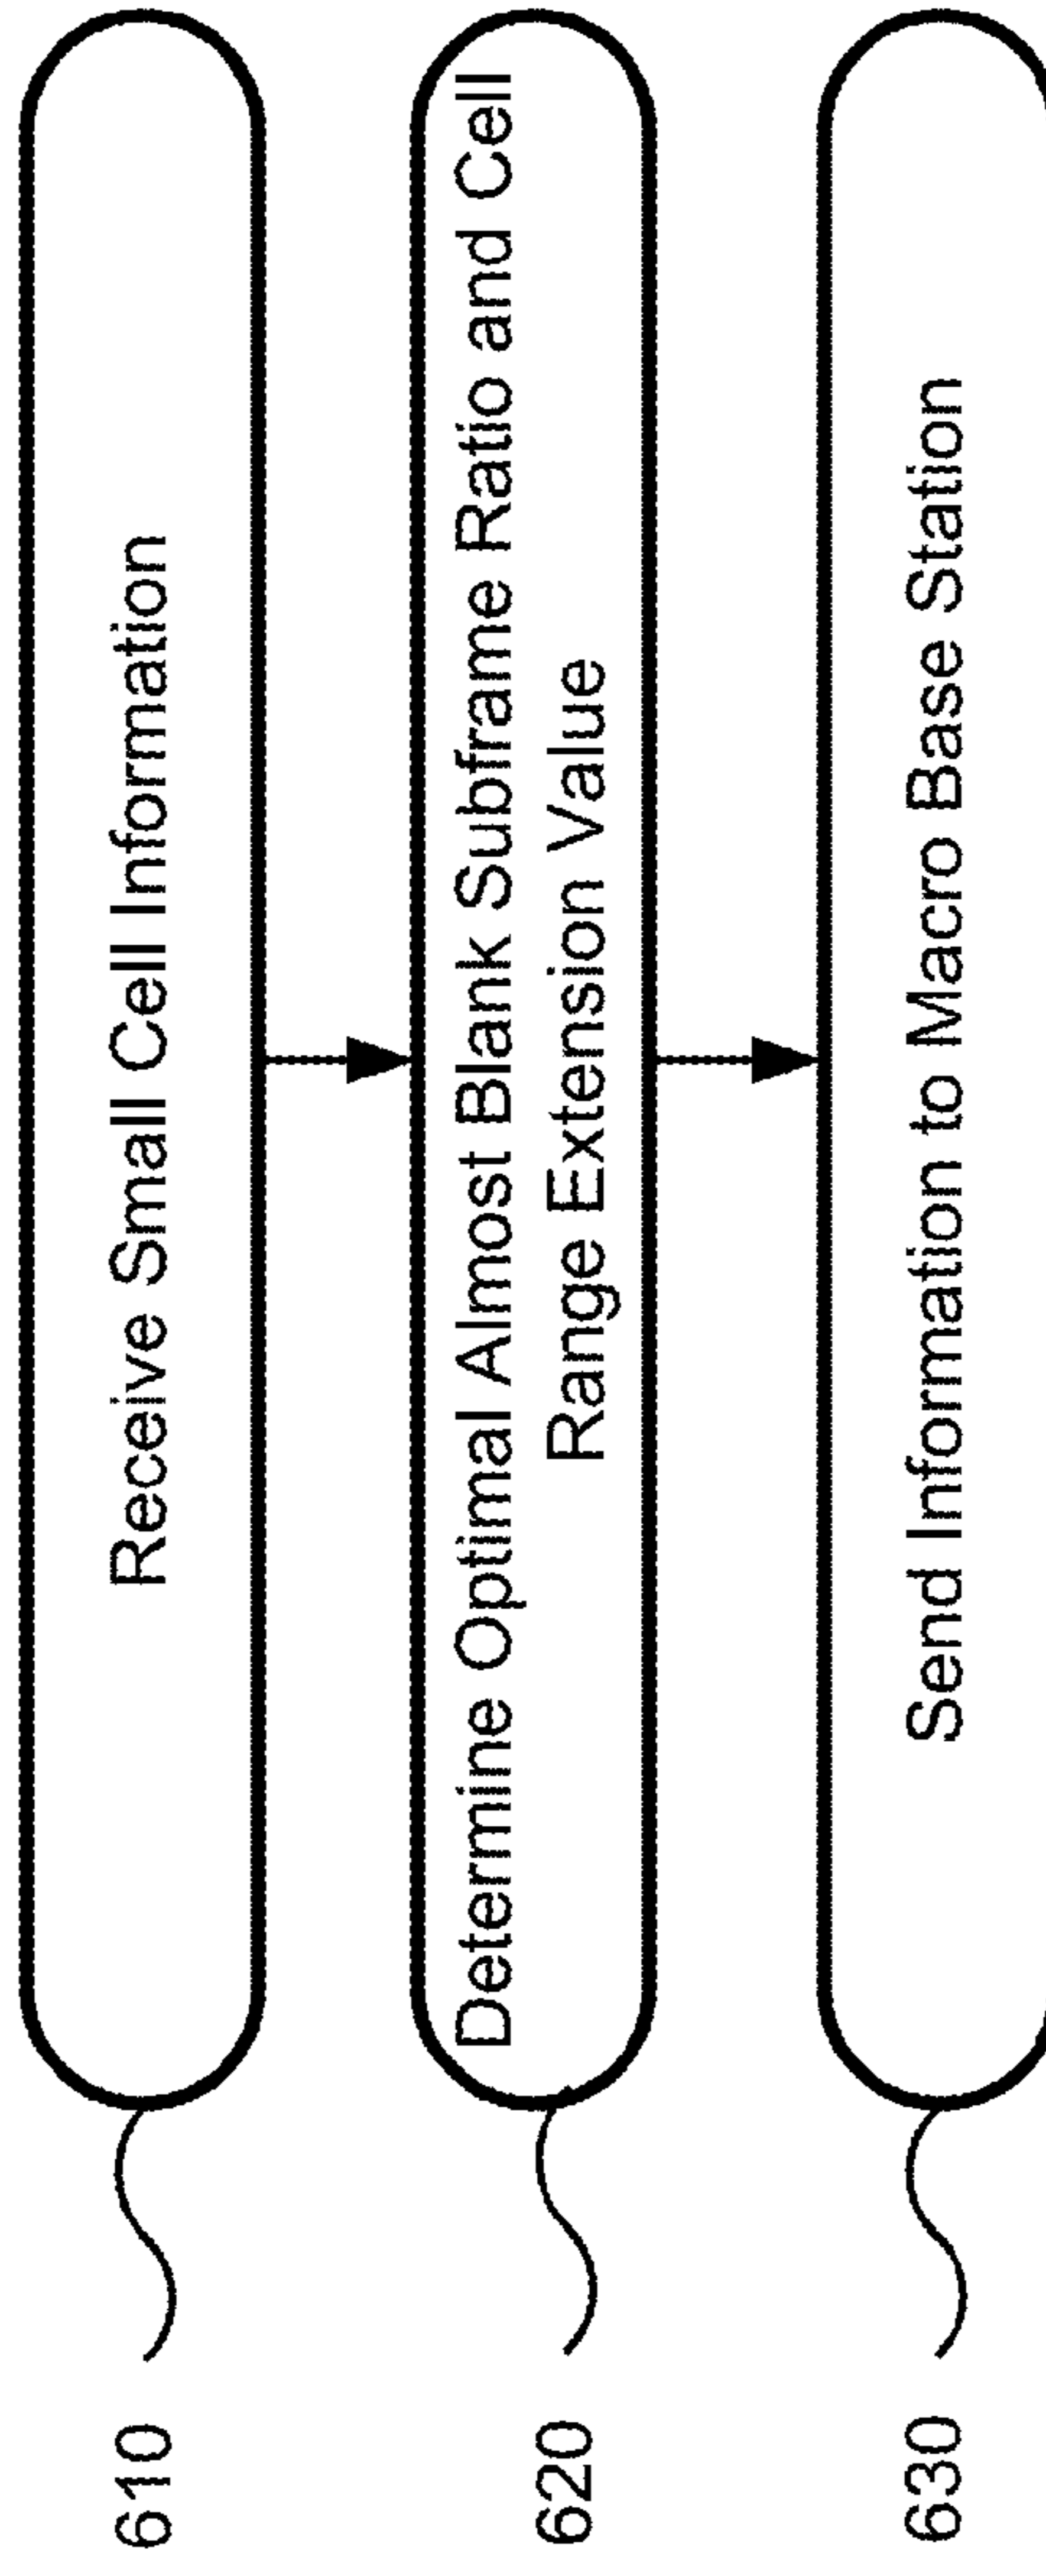 610
Receive Small Cell Information
620
Determine Optimal Almost Blank Subframe Ratio and Cell
Range Extension Value
630
Send Information to Macro Base Station